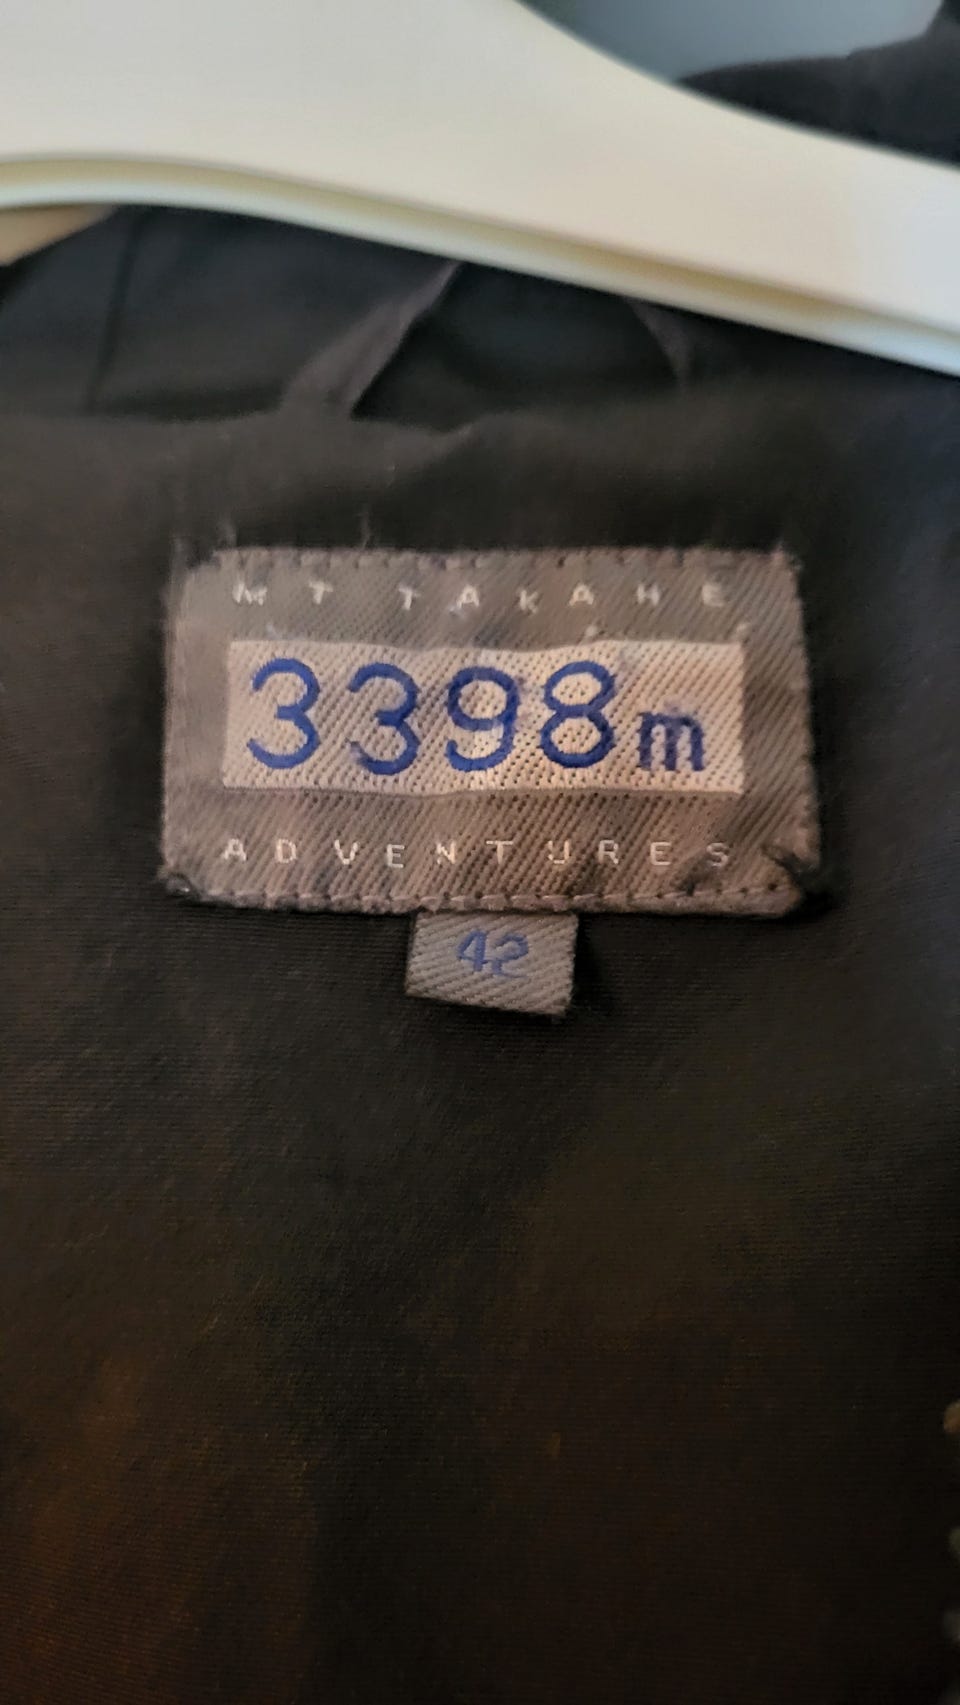 MT TAKAHE
3398m
ADVENTURES
42